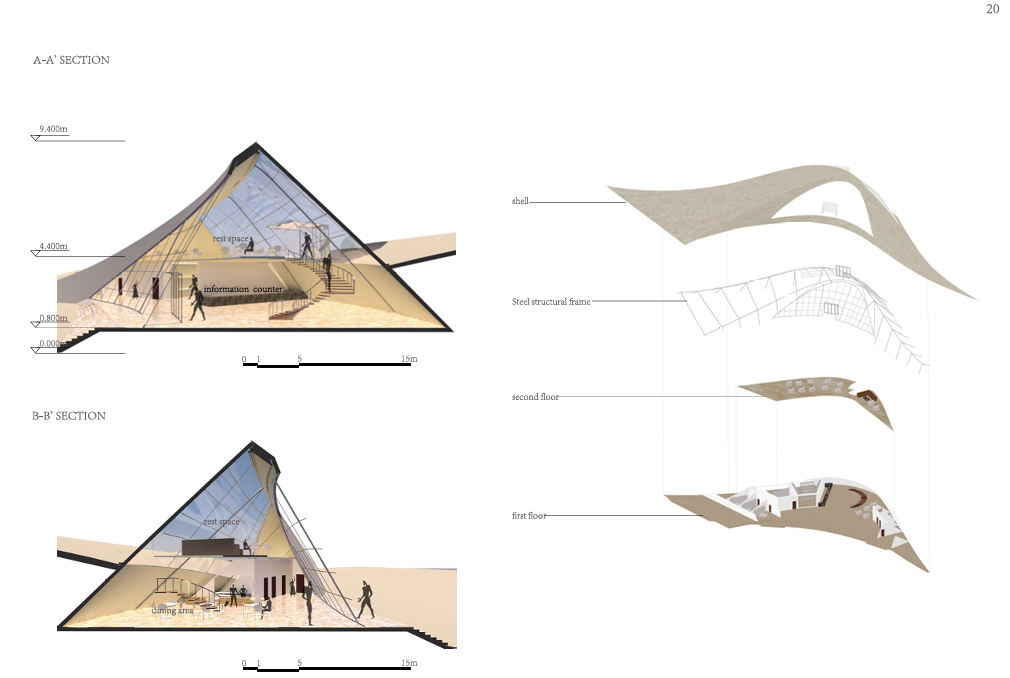 20
A-A' SECTION
9.400m
rest space
4.400m
information counter
0.800m
0.000m
0 1 5 15m
B-B' SECTION
rest space
dining area
0 1 5 15m
shell
Steel structural frame
second floor
first floor